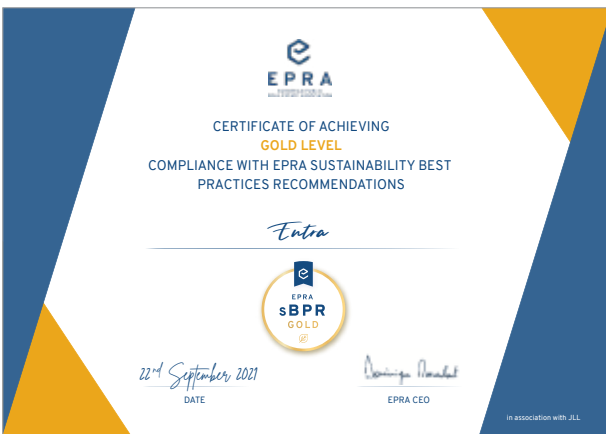 EPRA
CERTIFICATE OF ACHIEVING
GOLD LEVEL
COMPLIANCE WITH EPRA SUSTAINABILITY BEST
PRACTICES RECOMMENDATIONS
Entra
EPRA
sBPR
GOLD
22nd September 2021
DATE
EPRA CEO
in association with JLL